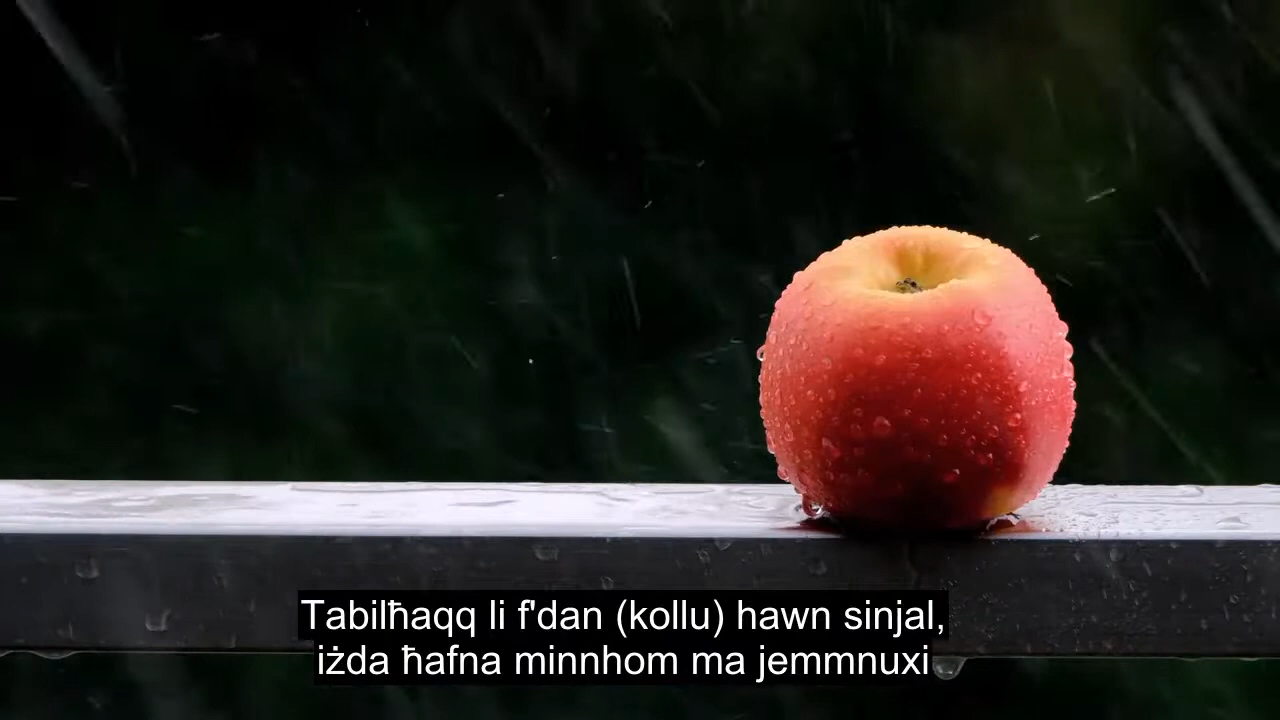 Tabilħaqq li f'dan (kollu) hawn sinjal,
iżda ħafna minnhom ma jemmnuxi